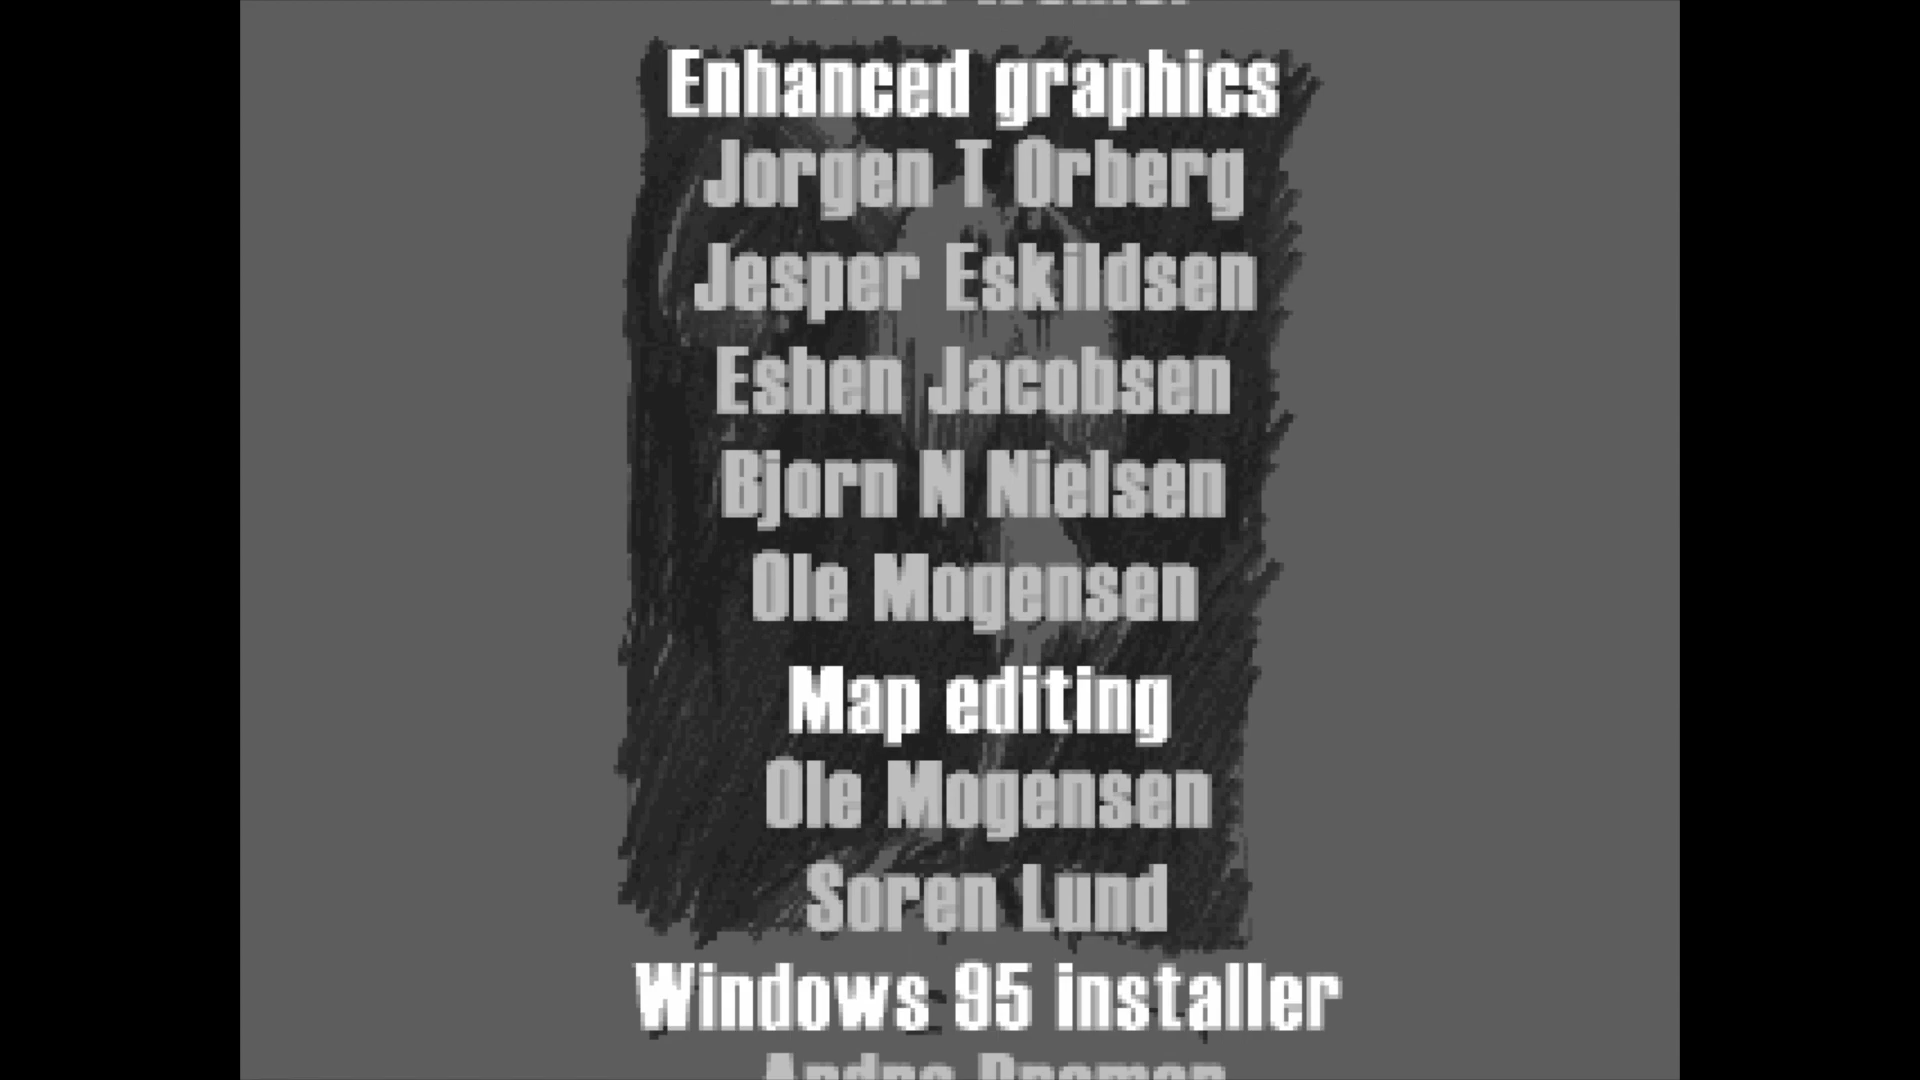 Enhanced graphics
Jorgen T Orberg
Jesper Eskildsen
Esben Jacobsen
Bjorn N Nielsen
Ole Mogensen
Map editing
Ole Mogensen
Soren Lund
Windows 95 installer